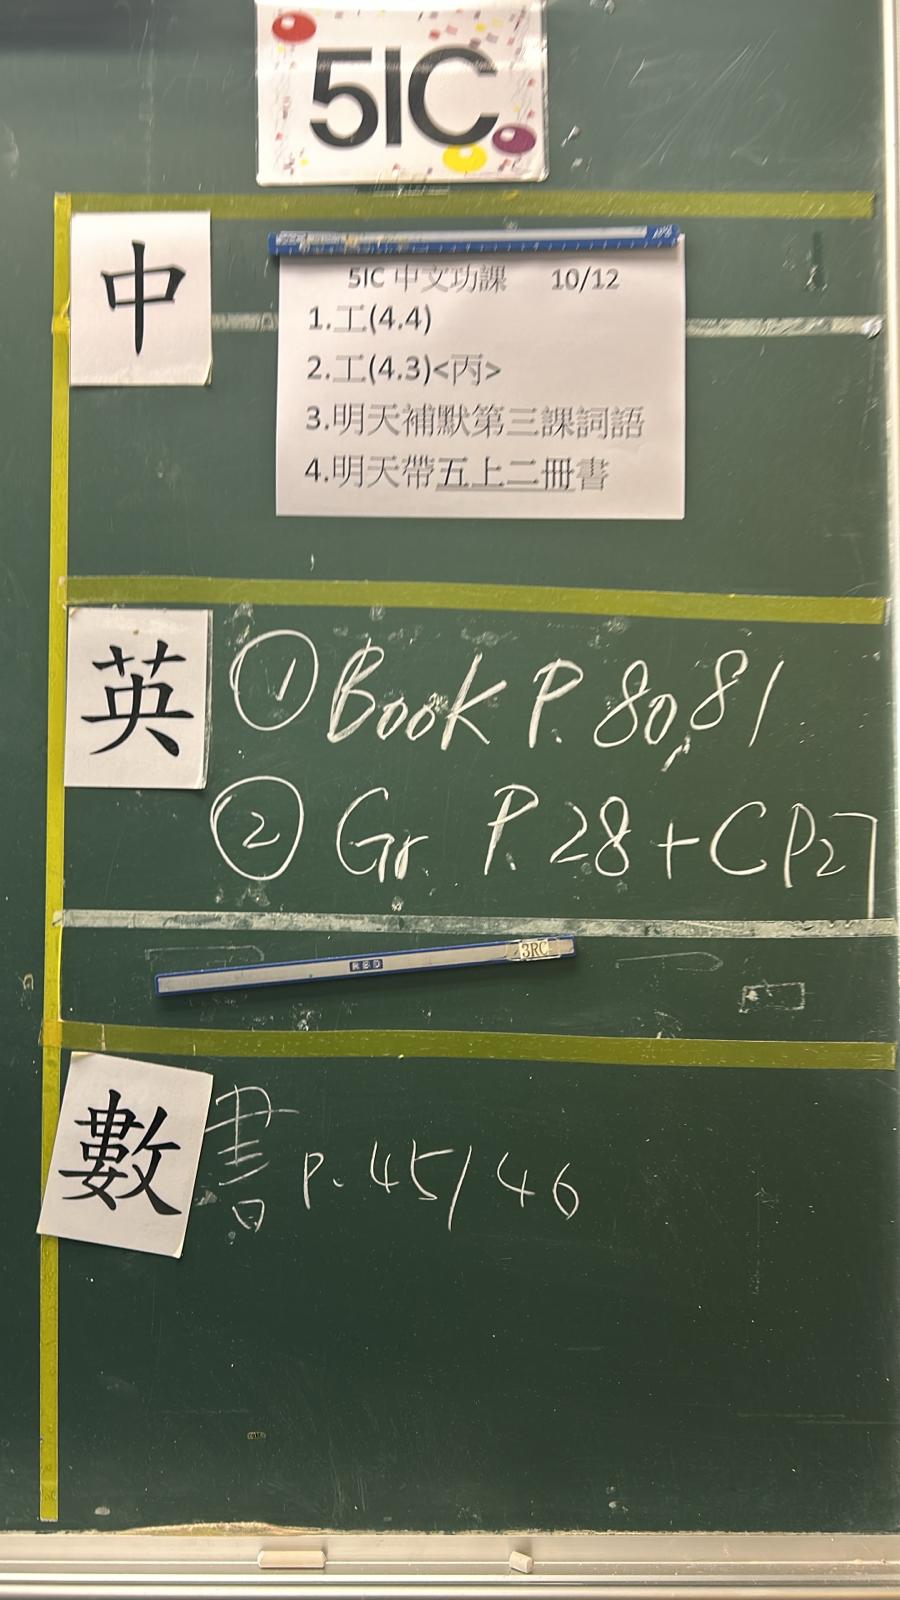 5IC
中
5IC 中文功課 10/12
1.工(4.4)
2.工(4.3)<丙>
3.明天補默第三課詞語
4.明天帶五上二冊書
英
① Book P. 80,81
② Gr. P. 28 + C P27
3RC
數
書 P. 45/46